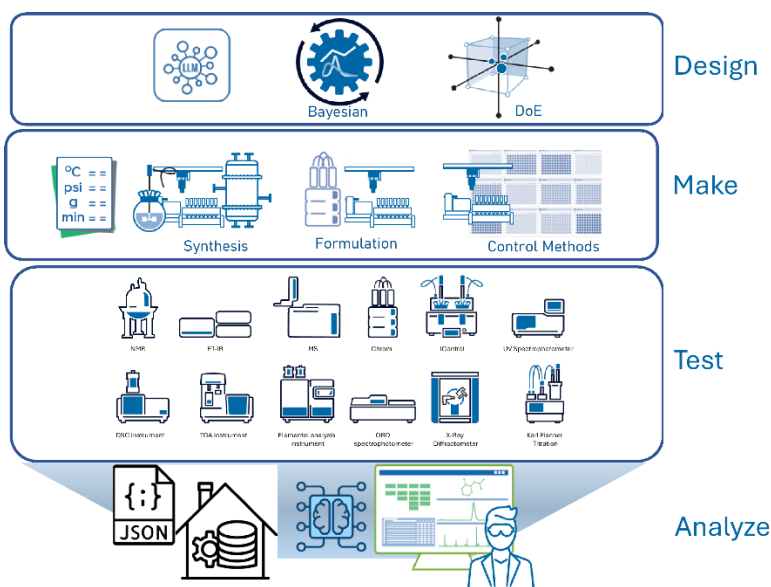 LLM
Bayesian
DoE
Design
°C = =
psi = =
g = =
min = =
Synthesis
Formulation
Control Methods
Make
NMR
FT-IR
MS
Chrom
iControl
UV Spectrophotometer
DSC Instrument
TGA Instrument
Elemental analysis
instrument
ORD
spectrophotometer
X-Ray
Diffractometer
Karl Fischer
Titration
Test
{;}
JSON
Analyze